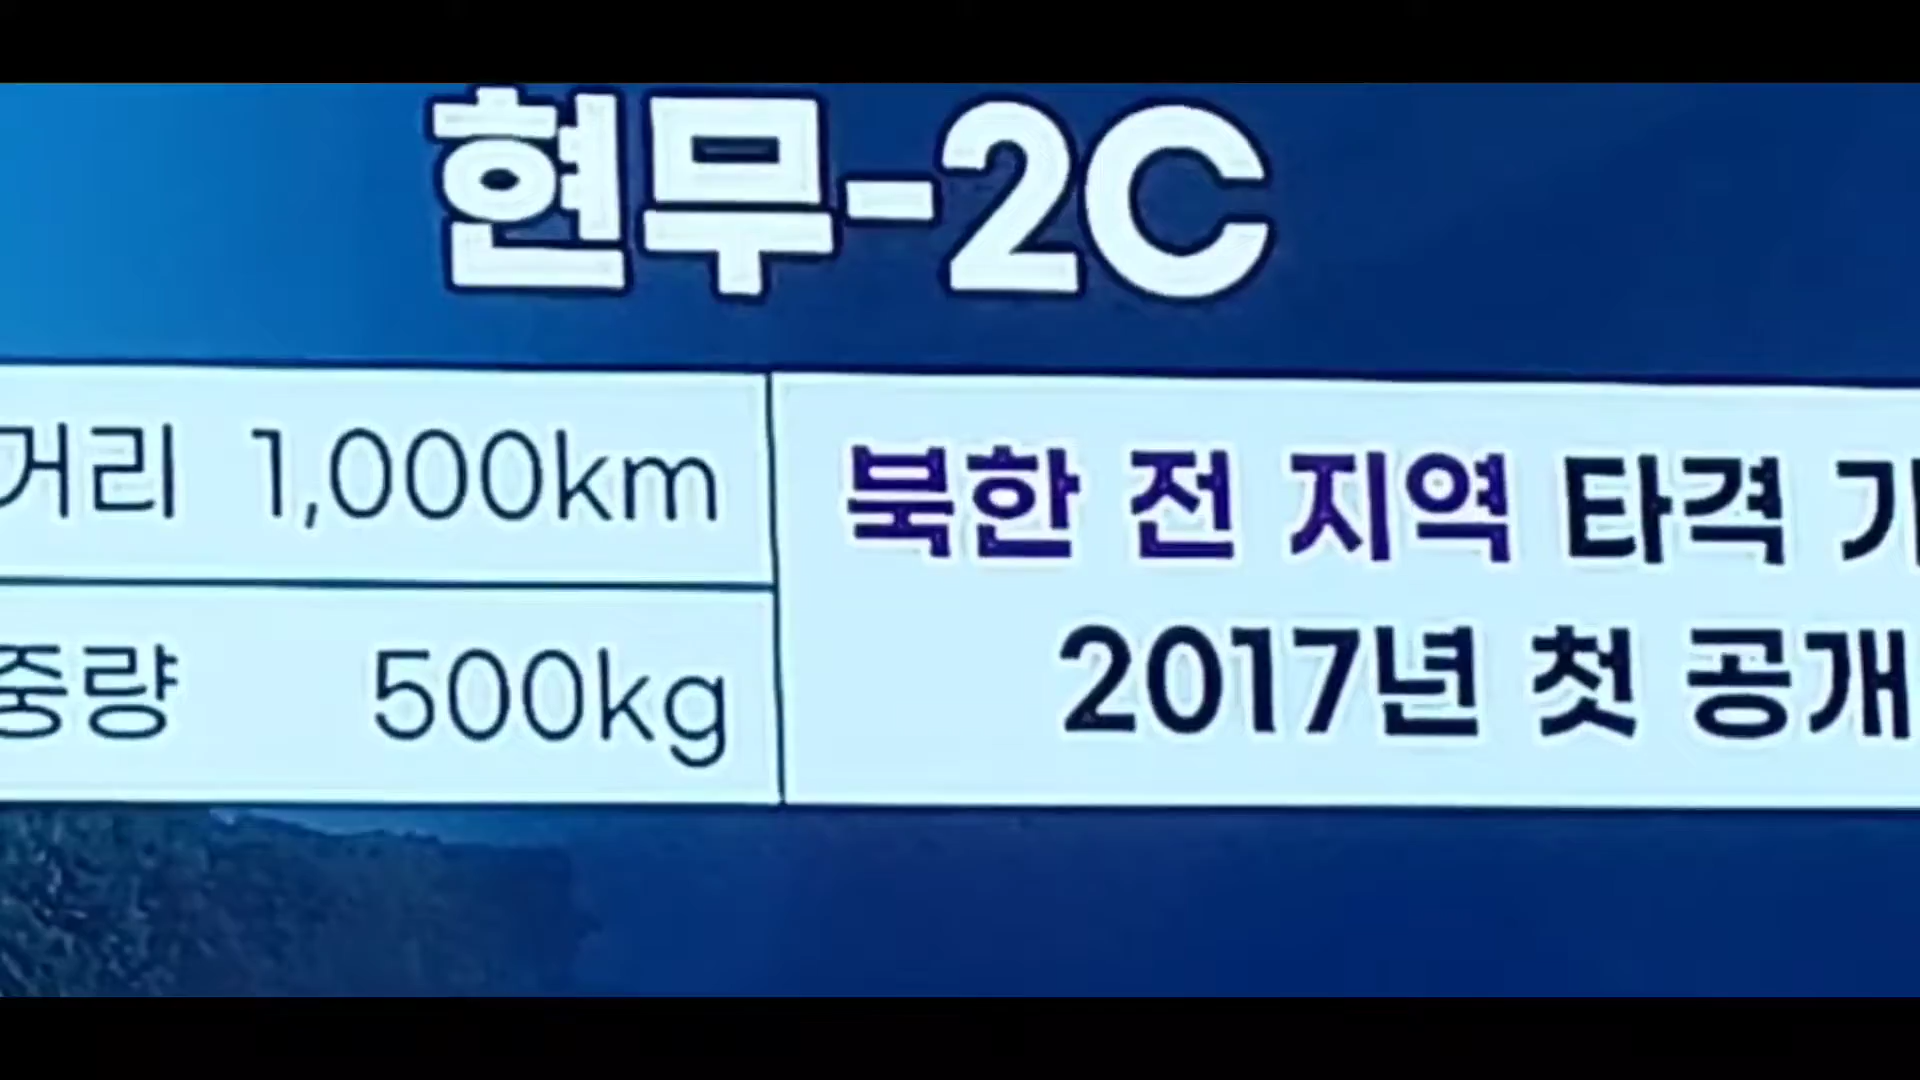 현무-2C
거리 1,000km
중량 500kg
북한 전 지역 타격
2017년 첫 공개